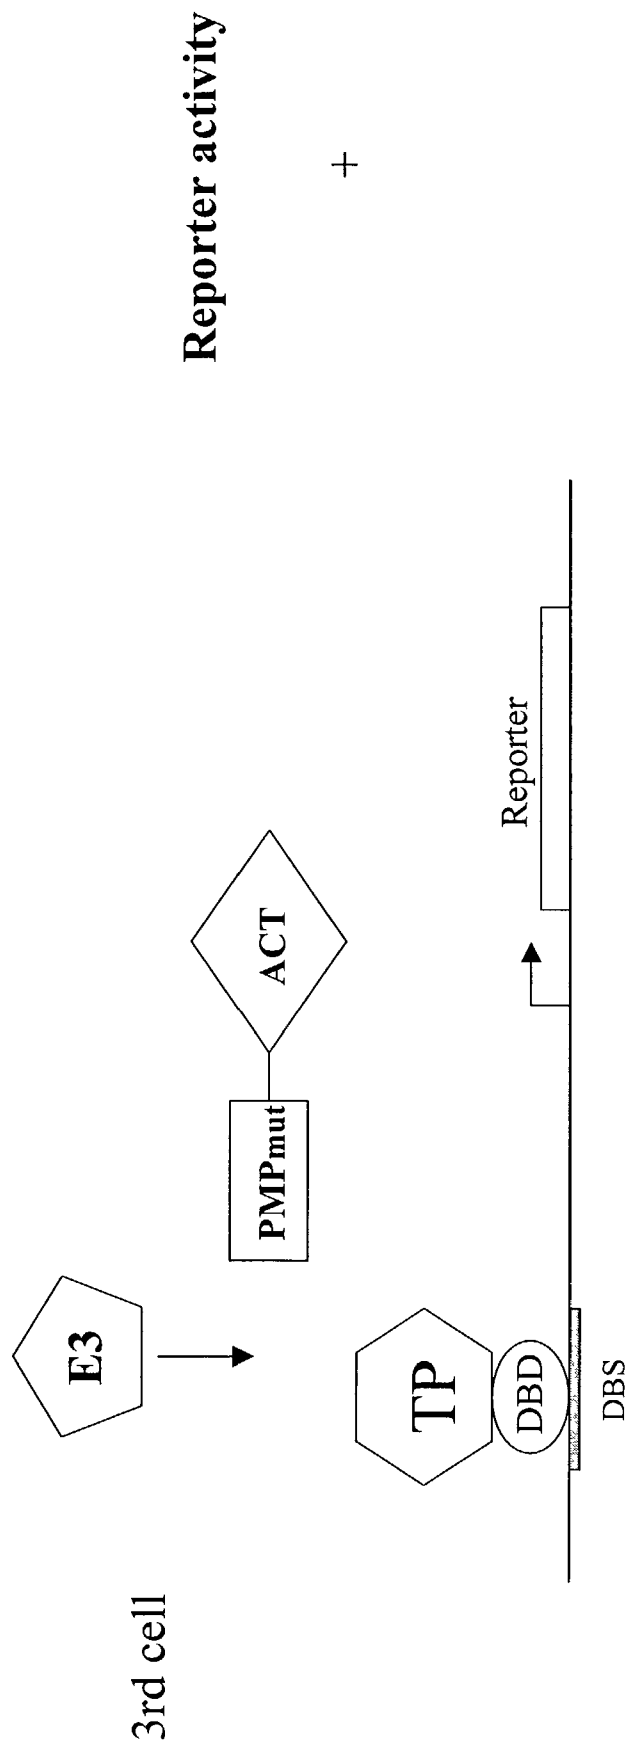 3rd cell
Reporter activity
E3
PMPmut
ACT
+
TP
DBD
Reporter
DBS